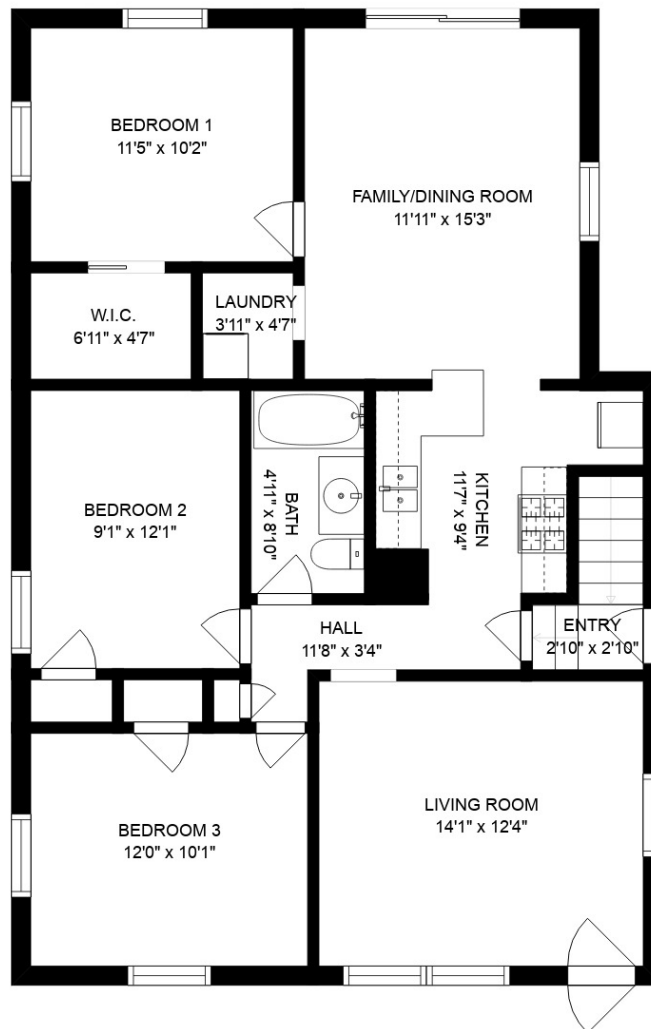 BEDROOM 1
11'5" x 10'2"
FAMILY/DINING ROOM
11'11" x 15'3"
W.I.C.
6'11" x 4'7"
LAUNDRY
3'11" x 4'7"
BEDROOM 2
9'1" x 12'1"
BATH
4'11" x 8'10"
KITCHEN
11'7" x 9'4"
HALL
11'8" x 3'4"
ENTRY
2'10" x 2'10"
BEDROOM 3
12'0" x 10'1"
LIVING ROOM
14'1" x 12'4"